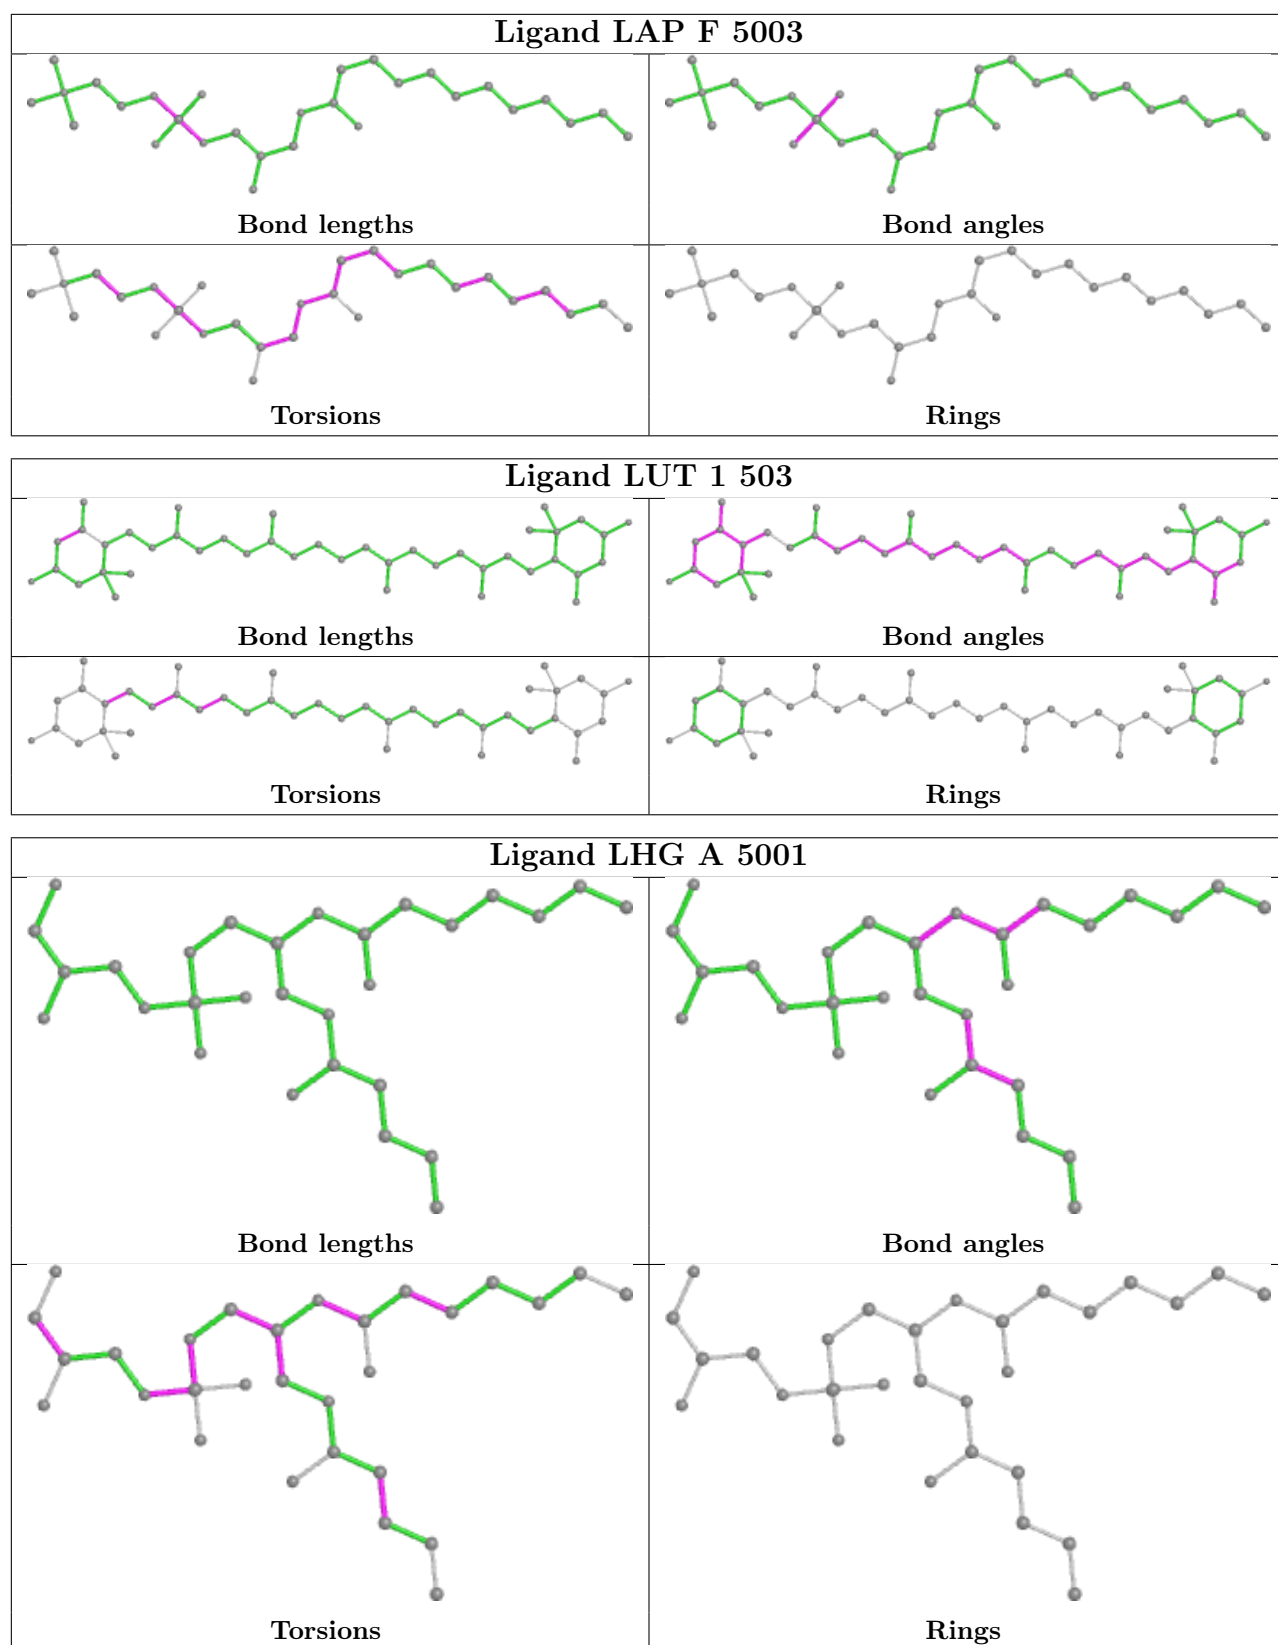 Ligand LAP F 5003
Bond lengths
Bond angles
Torsions
Rings
Ligand LUT 1 503
Bond lengths
Bond angles
Torsions
Rings
Ligand LHG A 5001
Bond lengths
Bond angles
Torsions
Rings